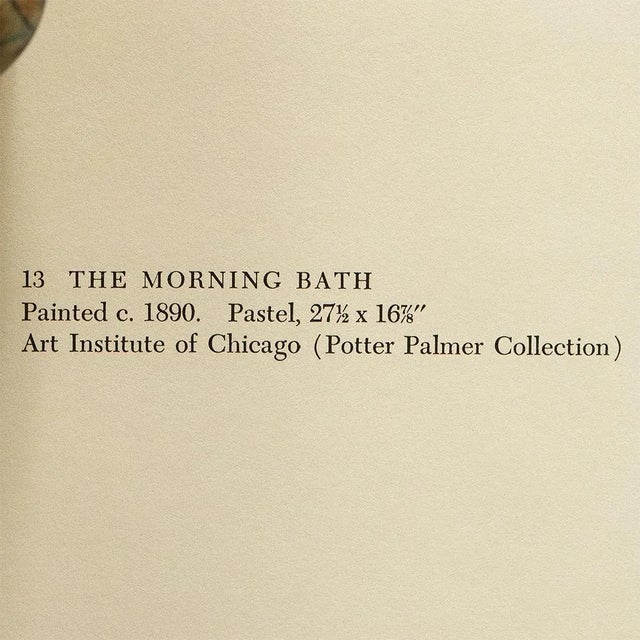 13 THE MORNING BATH
Painted c. 1890. Pastel, 27½ x 16⅞″
Art Institute of Chicago (Potter Palmer Collection)